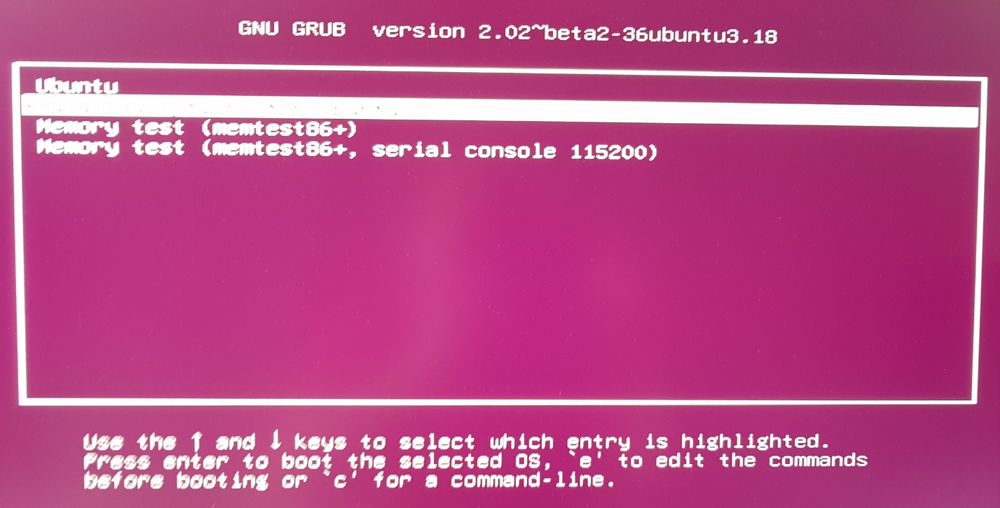 GNU GRUB  version 2.02~beta2-36ubuntu3.18
Ubuntu
Memory test (memtest86+)
Memory test (memtest86+, serial console 115200)
Use the ↑ and ↓ keys to select which entry is highlighted.
Press enter to boot the selected OS, `e' to edit the commands
before booting or `c' for a command-line.